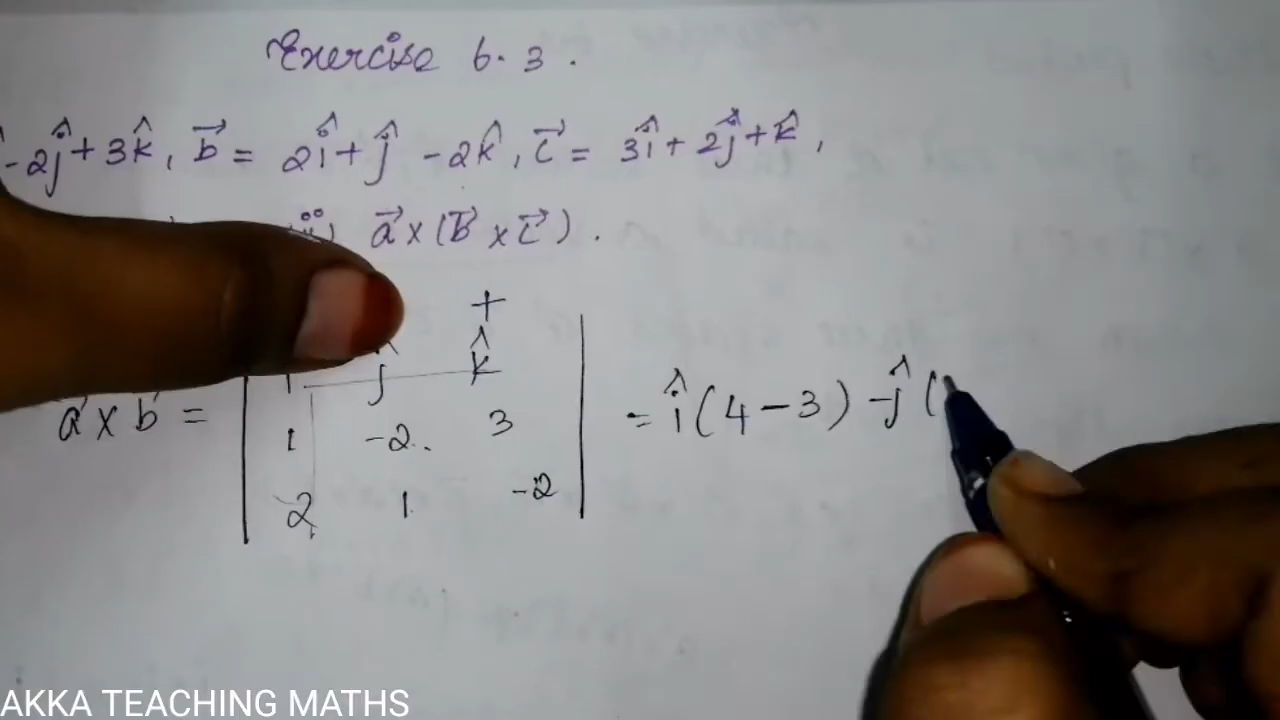 Exercise 6.3.
-2ĵ + 3k̂, b⃗ = 2î + ĵ - 2k̂, c⃗ = 3î + 2ĵ + k̂,
a⃗ × (b⃗ × c⃗).
+
ĵ k̂
a⃗ × b⃗ = 1 -2 3 = î(4-3) -ĵ(
2 1 -2
AKKA TEACHING MATHS